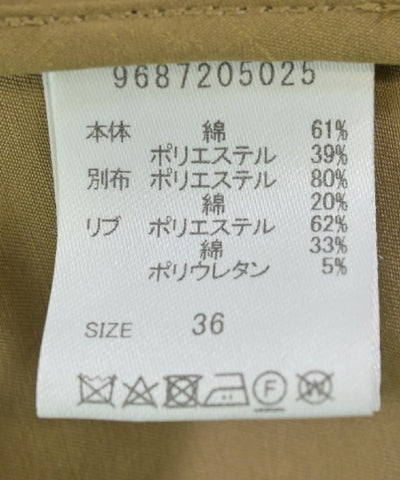 9687205025
本体 綿 61%
ポリエステル 39%
別布 ポリエステル 80%
綿 20%
リブ ポリエステル 62%
綿 33%
ポリウレタン 5%
SIZE 36
F W